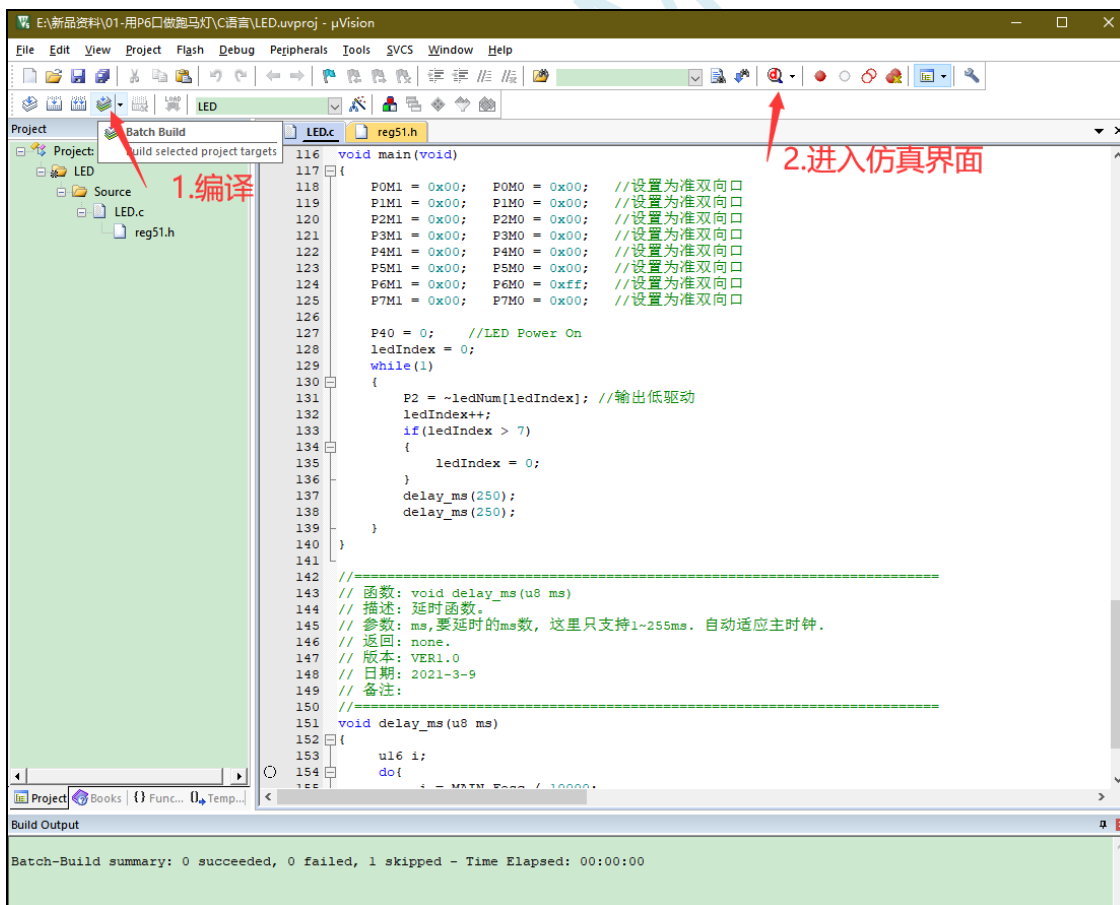 E:\新品资料\01-用P6口做跑马灯\C语言\LED.uvproj - µVision
File Edit View Project Flash Debug Peripherals Tools SVCS Window Help
LOAD LED
Project
Batch Build
Build selected project targets
LED.c reg51.h
Project:
LED
Source
LED.c
reg51.h
1.编译
2.进入仿真界面
116 void main(void)
117 {
118 P0M1 = 0x00; P0M0 = 0x00; //设置为准双向口
119 P1M1 = 0x00; P1M0 = 0x00; //设置为准双向口
120 P2M1 = 0x00; P2M0 = 0x00; //设置为准双向口
121 P3M1 = 0x00; P3M0 = 0x00; //设置为准双向口
122 P4M1 = 0x00; P4M0 = 0x00; //设置为准双向口
123 P5M1 = 0x00; P5M0 = 0x00; //设置为准双向口
124 P6M1 = 0x00; P6M0 = 0xff; //设置为准双向口
125 P7M1 = 0x00; P7M0 = 0x00; //设置为准双向口
126
127 P40 = 0; //LED Power On
128 ledIndex = 0;
129 while(1)
130 {
131 P2 = ~ledNum[ledIndex]; //输出低驱动
132 ledIndex++;
133 if(ledIndex > 7)
134 {
135 ledIndex = 0;
136 }
137 delay_ms(250);
138 delay_ms(250);
139 }
140 }
141
142 //========================================================================
143 // 函数: void delay_ms(u8 ms)
144 // 描述: 延时函数。
145 // 参数: ms,要延时的ms数, 这里只支持1~255ms. 自动适应主时钟.
146 // 返回: none.
147 // 版本: VER1.0
148 // 日期: 2021-3-9
149 // 备注:
150 //========================================================================
151 void delay_ms(u8 ms)
152 {
153 u16 i;
154 do{
155 i = MAIN_Fosc / 10000;
Project Books {} Func... Temp...
Build Output
Batch-Build summary: 0 succeeded, 0 failed, 1 skipped - Time Elapsed: 00:00:00